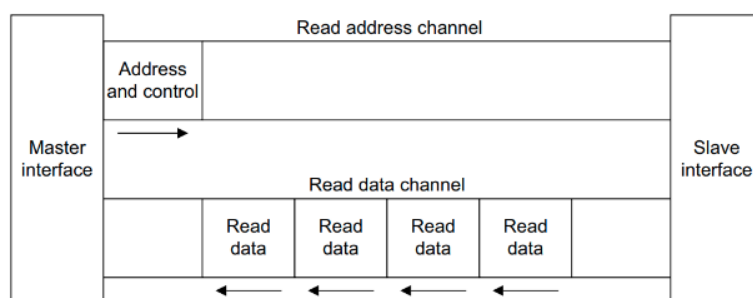 Read address channel
Address
and control
Master
interface
Slave
interface
Read data channel
Read
data
Read
data
Read
data
Read
data